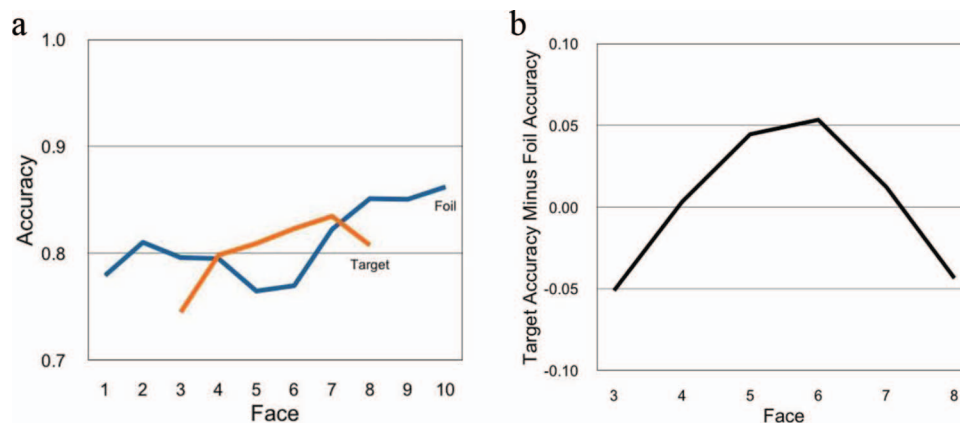 a
1.0
0.9
0.8
0.7
Accuracy
Foil
Target
1 2 3 4 5 6 7 8 9 10
Face
b
0.10
0.05
0.00
-0.05
-0.10
Target Accuracy Minus Foil Accuracy
3 4 5 6 7 8
Face